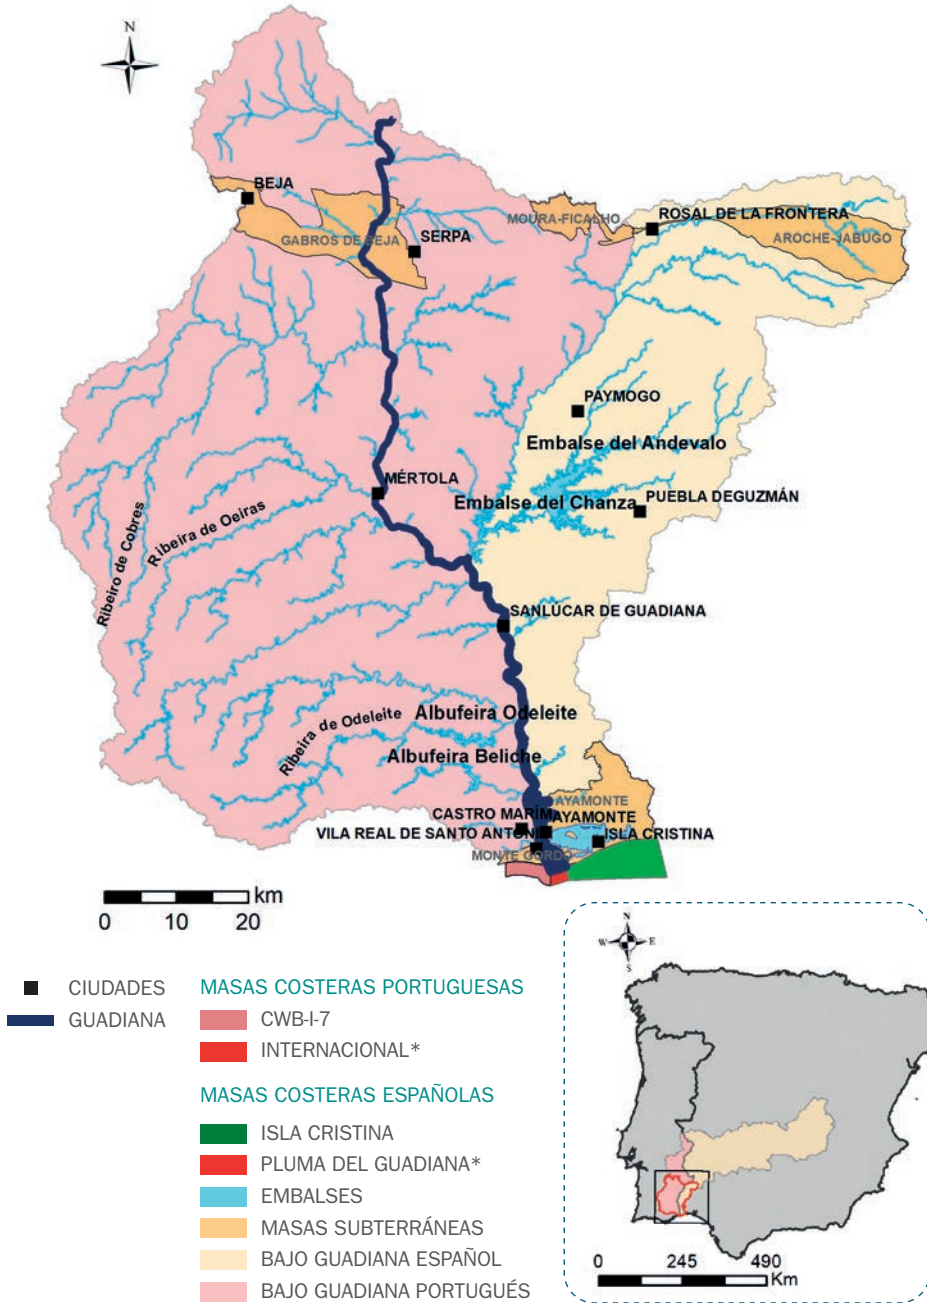 N
BEJA
GABROS DE BEJA
SERPA
MOURA-FICALHO
ROSAL DE LA FRONTERA
AROCHE-JABUGO
PAYMOGO
Embalse del Andevalo
MÉRTOLA
Embalse del Chanza
PUEBLA DEGUZMÁN
Ribeiro de Cobres
Ribeira de Oeiras
SANLÚCAR DE GUADIANA
Ribeira de Odeleite
Albufeira Odeleite
Albufeira Beliche
AYAMONTE
CASTRO MARÍM
AYAMONTE
VILA REAL DE SANTO ANTONI
ISLA CRISTINA
MONTE GORDO
km
0 10 20
CIUDADES
GUADIANA
MASAS COSTERAS PORTUGUESAS
CWB-I-7
INTERNACIONAL*
MASAS COSTERAS ESPAÑOLAS
ISLA CRISTINA
PLUMA DEL GUADIANA*
EMBALSES
MASAS SUBTERRÁNEAS
BAJO GUADIANA ESPAÑOL
BAJO GUADIANA PORTUGUÉS
N
W E
S
0 245 490
Km